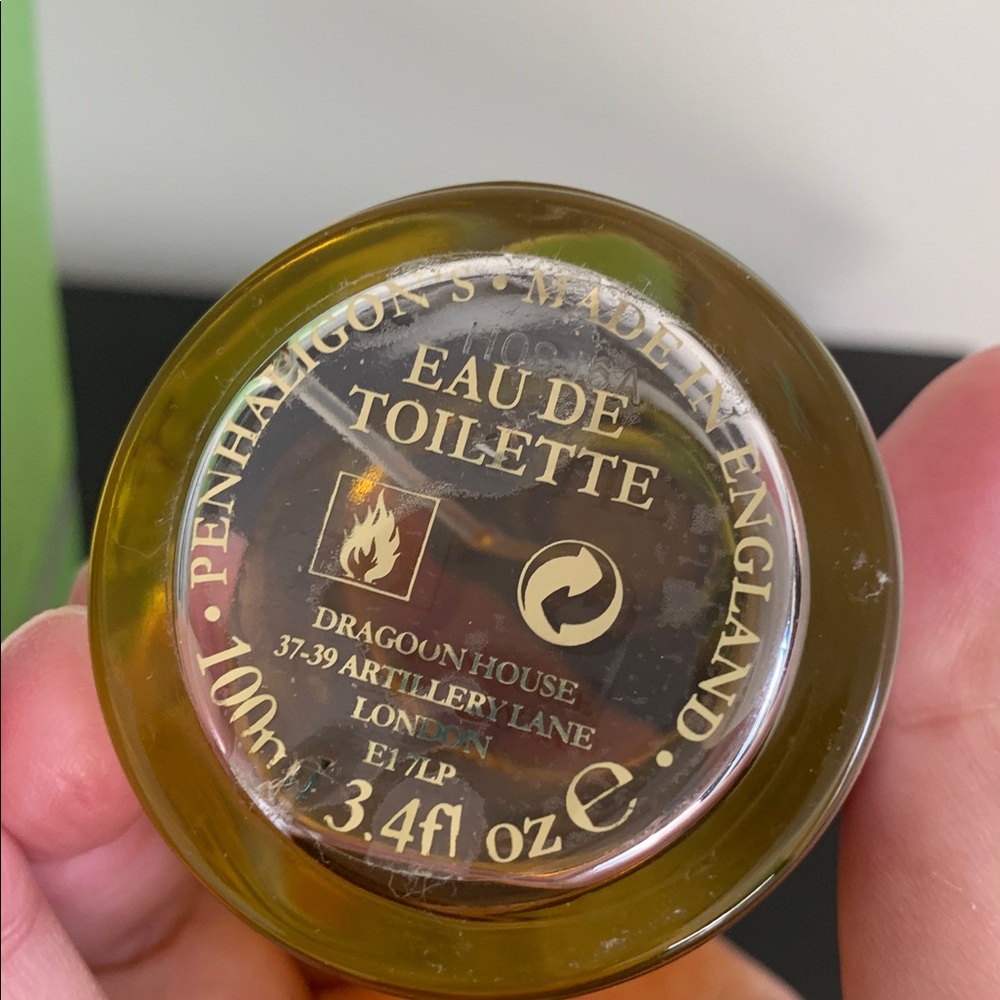 • PENHALIGON'S • MADE IN ENGLAND •
EAU DE
TOILETTE
DRAGOON HOUSE
37-39 ARTILLERY LANE
LONDON
E1 7LP
100ml 3.4fl oz e